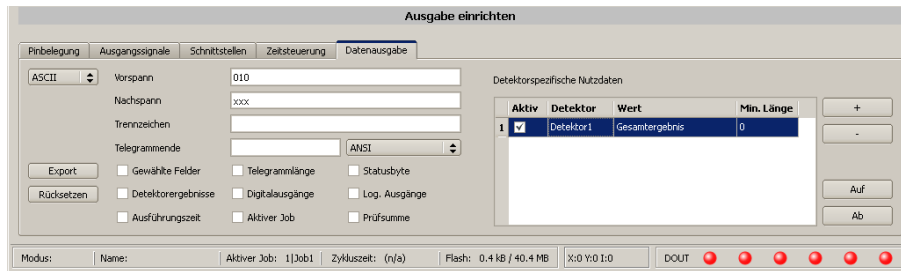 Ausgabe einrichten
Pinbelegung Ausgangssignale Schnittstellen Zeitsteuerung Datenausgabe
ASCII Vorspann 010
Nachspann xxx
Trennzeichen
Telegrammende ANSI
Export Gewählte Felder Telegrammlänge Statusbyte
Rücksetzen Detektorergebnisse Digitalausgänge Log. Ausgänge
Ausführungszeit Aktiver Job Prüfsumme
Detektorspezifische Nutzdaten
Aktiv Detektor Wert Min. Länge +
1 Detektor1 Gesamtergebnis 0
-
Auf
Ab
Modus: Name: Aktiver Job: 1|Job1 Zykluszeit: (n/a) Flash: 0.4 kB / 40.4 MB X:0 Y:0 I:0 DOUT